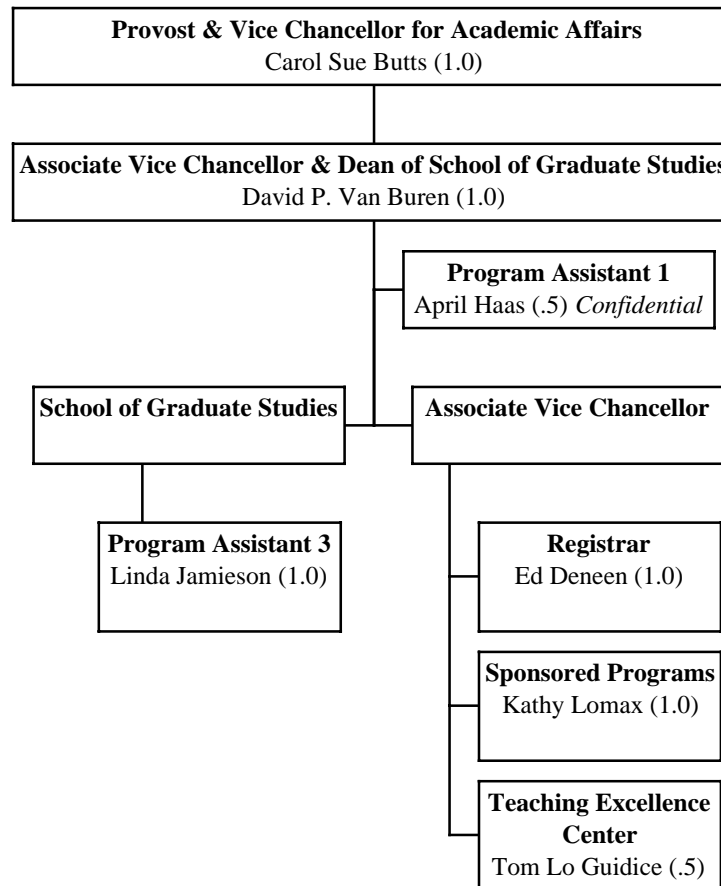 Provost & Vice Chancellor for Academic Affairs
Carol Sue Butts (1.0)
Associate Vice Chancellor & Dean of School of Graduate Studies
David P. Van Buren (1.0)
Program Assistant 1
April Haas (.5) Confidential
School of Graduate Studies
Associate Vice Chancellor
Program Assistant 3
Linda Jamieson (1.0)
Registrar
Ed Deneen (1.0)
Sponsored Programs
Kathy Lomax (1.0)
Teaching Excellence
Center
Tom Lo Guidice (.5)